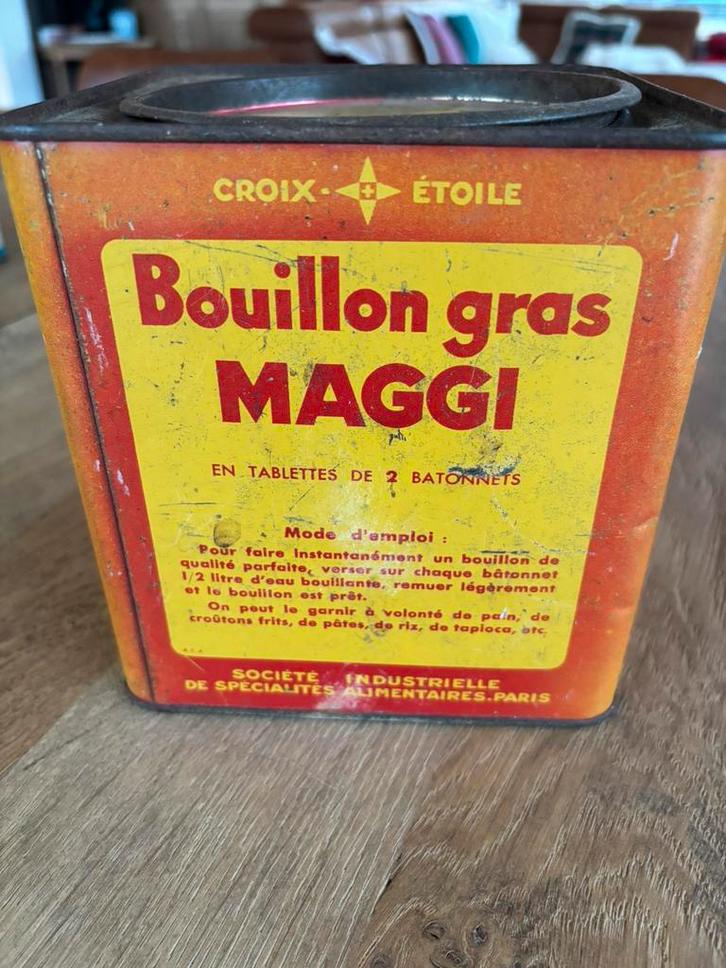 CROIX - ÉTOILE
Bouillon gras
MAGGI
EN TABLETTES DE 2 BATONNETS
Mode d'emploi :
Pour faire instantanément un bouillon de
qualité parfaite, verser sur chaque bâtonnet
1/2 litre d'eau bouillante, remuer légèrement
et le bouillon est prêt.
On peut le garnir à volonté de pain, de
croûtons frits, de pâtes, de riz, de tapioca, etc.
SOCIÉTÉ INDUSTRIELLE
DE SPÉCIALITÉS ALIMENTAIRES.PARIS